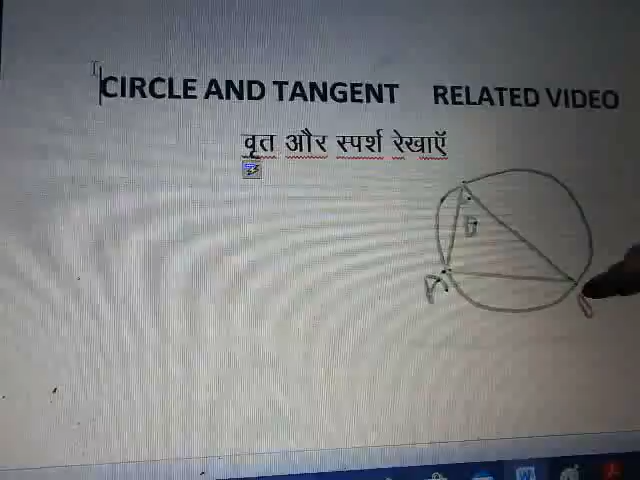 CIRCLE AND TANGENT RELATED VIDEO
वृत और स्पर्श रेखाऍ